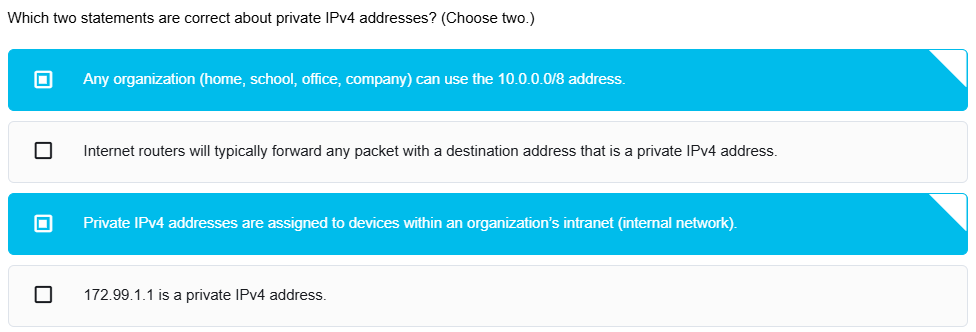 Which two statements are correct about private IPv4 addresses? (Choose two.)
Any organization (home, school, office, company) can use the 10.0.0.0/8 address.
Internet routers will typically forward any packet with a destination address that is a private IPv4 address.
Private IPv4 addresses are assigned to devices within an organization's intranet (internal network).
172.99.1.1 is a private IPv4 address.